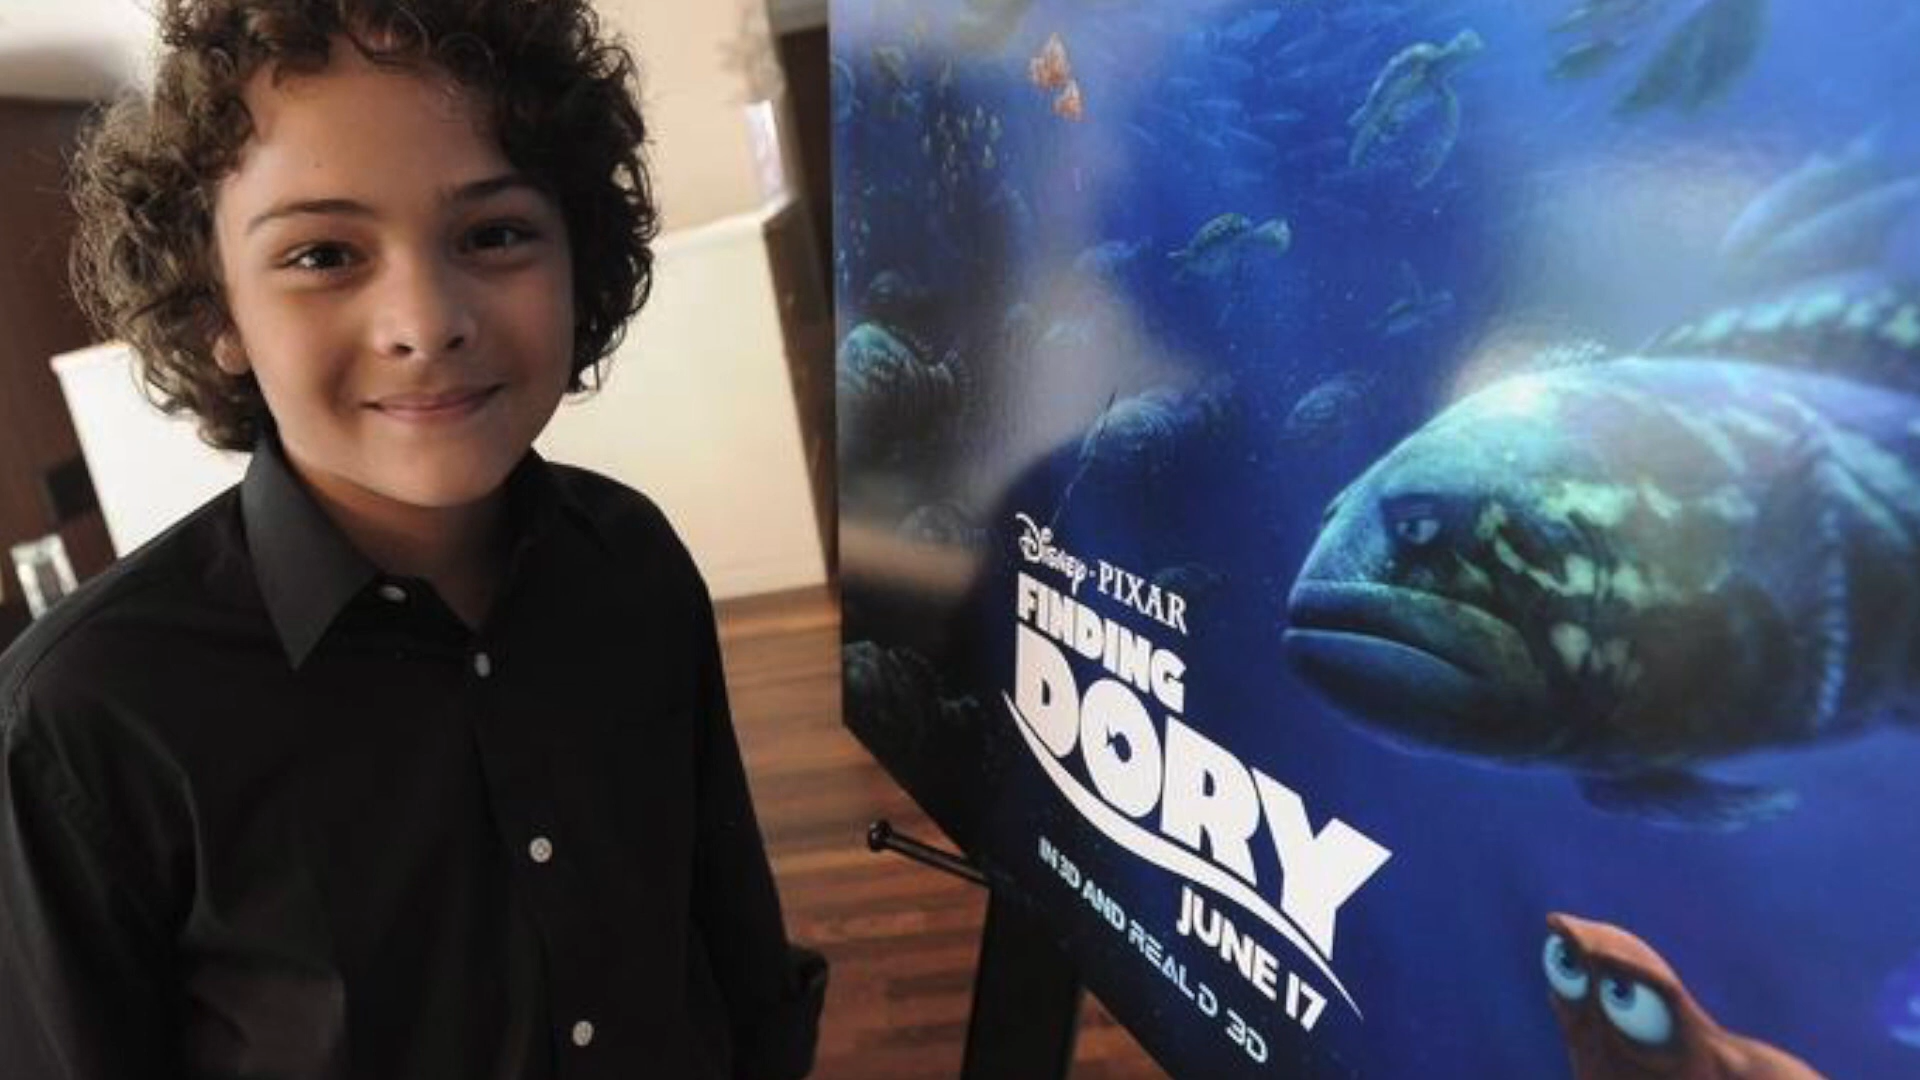 Disney · PIXAR
FINDING
DORY
JUNE 17
IN 3D AND REAL D 3D